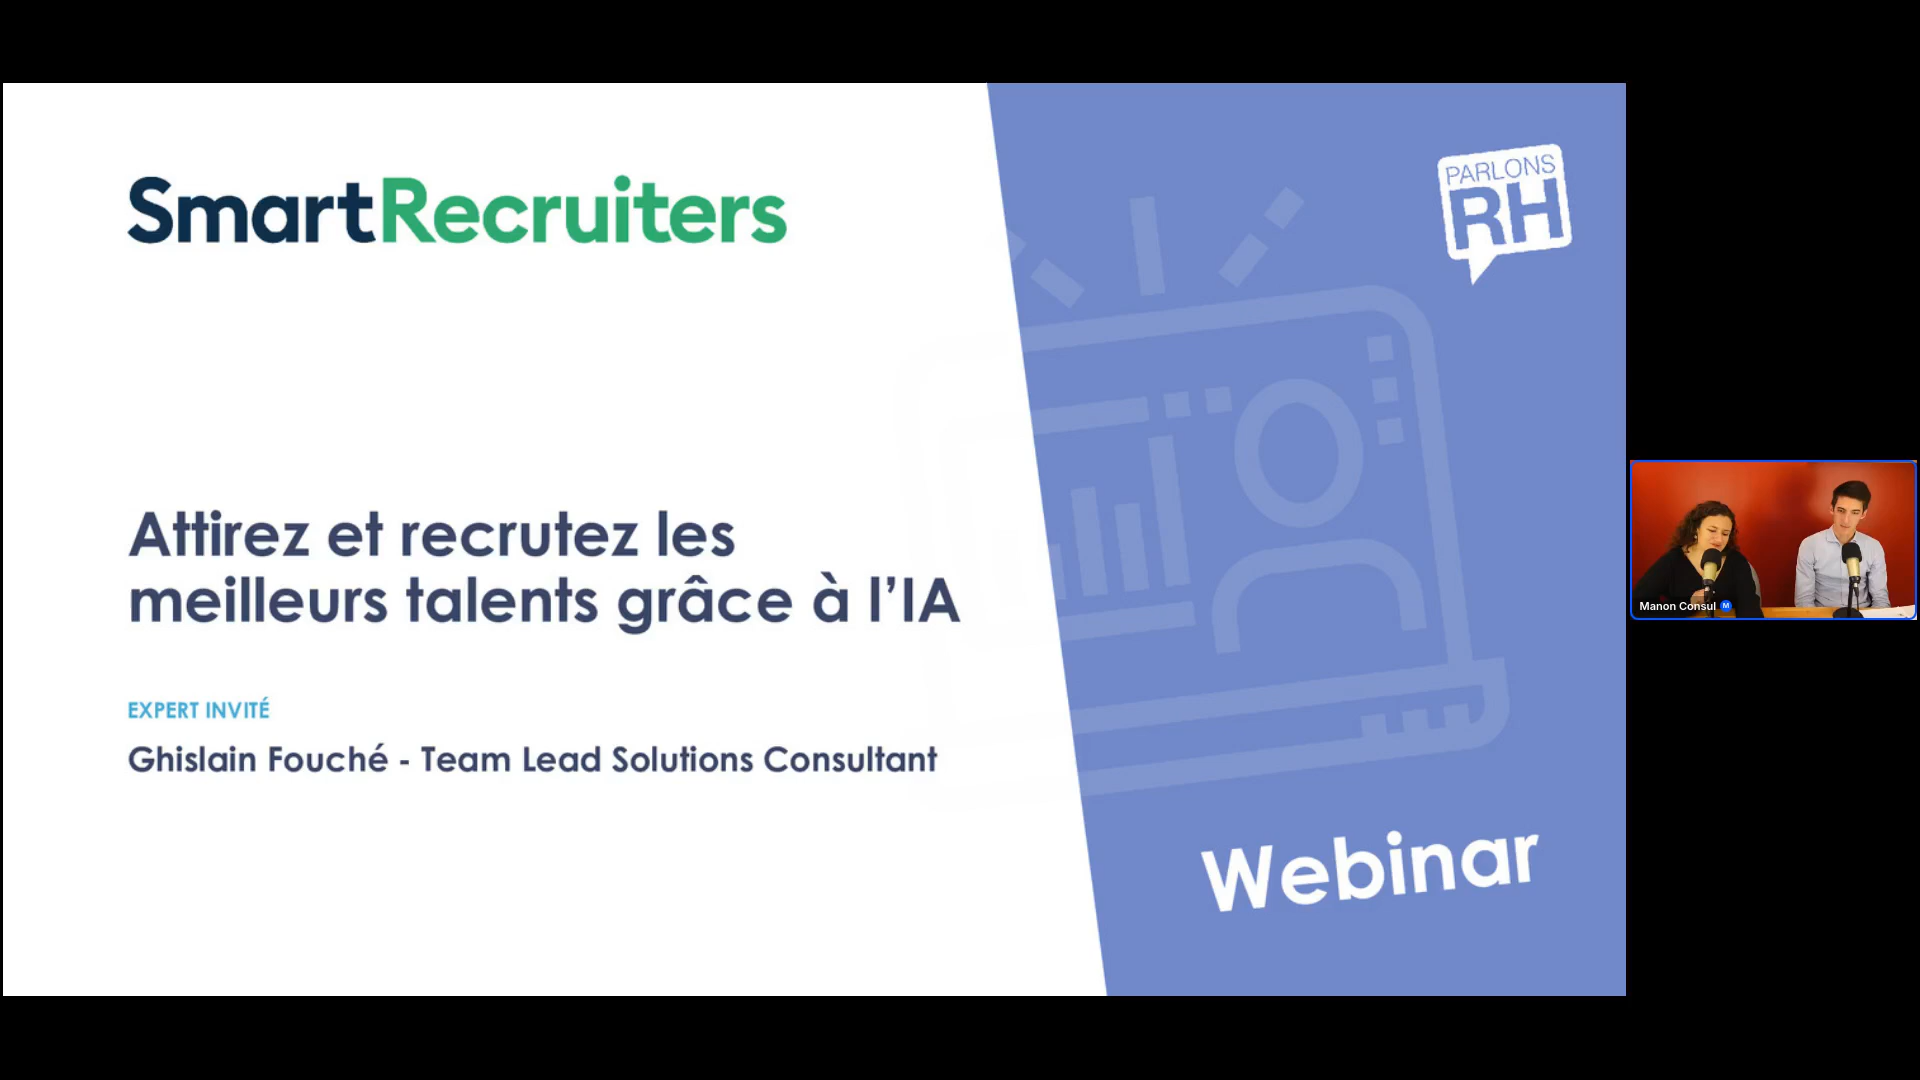 SmartRecruiters
PARLONS
RH
Attirez et recrutez les
meilleurs talents grâce à l'IA
EXPERT INVITÉ
Ghislain Fouché - Team Lead Solutions Consultant
Webinar
Manon Consul M